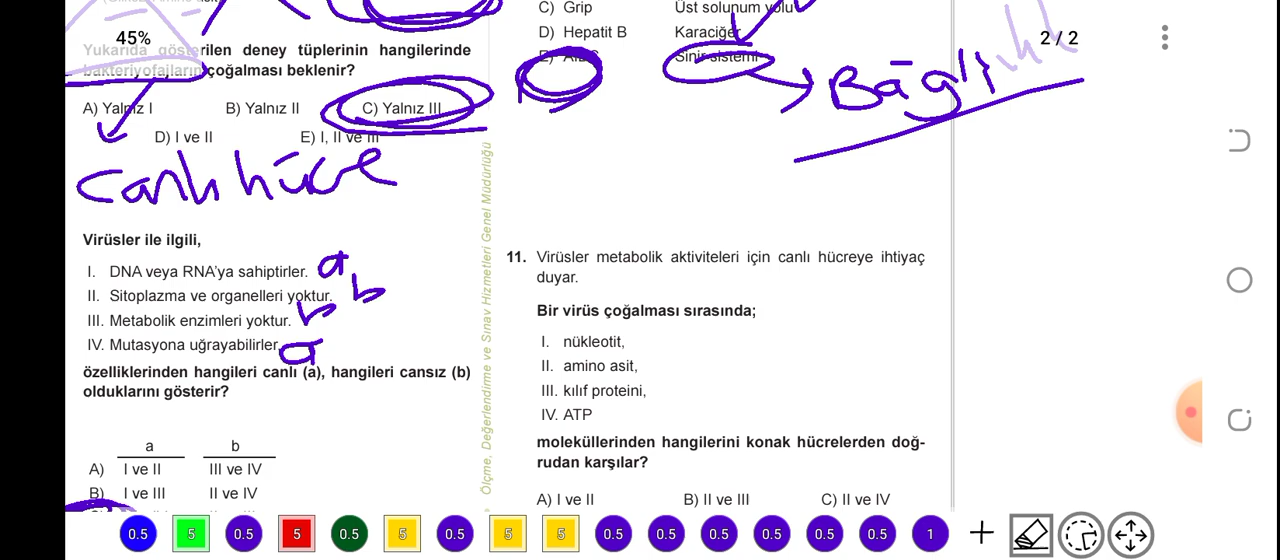 45%
Yukarıda gösterilen deney tüplerinin hangilerinde
bakteriyofajların çoğalması beklenir?
A) Yalnız I B) Yalnız II C) Yalnız III
D) I ve II E) I, II ve III
Canlı hücre
Virüsler ile ilgili,
I. DNA veya RNA'ya sahiptirler. a
II. Sitoplazma ve organelleri yoktur. b
III. Metabolik enzimleri yoktur. b
IV. Mutasyona uğrayabilirler. a
özelliklerinden hangileri canlı (a), hangileri cansız (b)
olduklarını gösterir?
a b
A) I ve II III ve IV
B) I ve III II ve IV
Ölçme, Değerlendirme ve Sınav Hizmetleri Genel Müdürlüğü
C) Grip Üst solunum yolu
D) Hepatit B Karaciğer
Sinir sistemi
2 / 2
11. Virüsler metabolik aktiviteleri için canlı hücreye ihtiyaç
duyar.
Bir virüs çoğalması sırasında;
I. nükleotit,
II. amino asit,
III. kılıf proteini,
IV. ATP
moleküllerinden hangilerini konak hücrelerden doğ-
rudan karşılar?
A) I ve II B) II ve III C) II ve IV
0.5 5 0.5 5 0.5 5 0.5 5 5 0.5 0.5 0.5 0.5 0.5 0.5 1